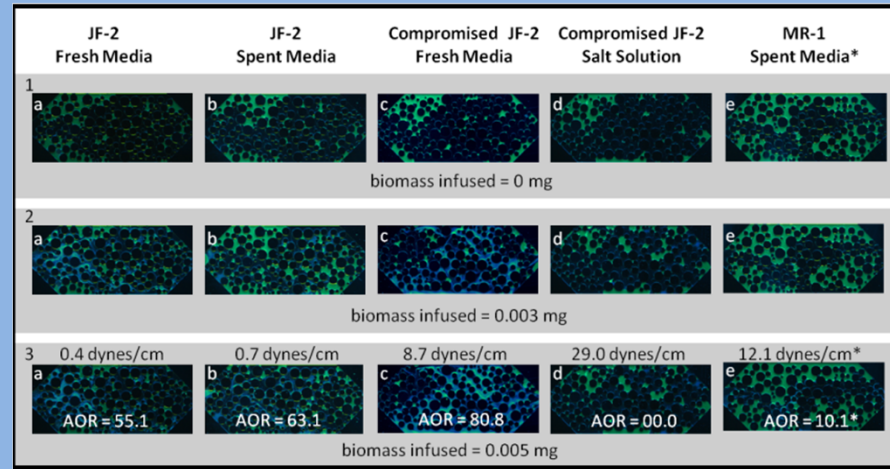 JF-2
Fresh Media
JF-2
Spent Media
Compromised JF-2
Fresh Media
Compromised JF-2
Salt Solution
MR-1
Spent Media*
1
a
b
c
d
e
biomass infused = 0 mg
2
a
b
c
d
e
biomass infused = 0.003 mg
3
0.4 dynes/cm
0.7 dynes/cm
8.7 dynes/cm
29.0 dynes/cm
12.1 dynes/cm*
a
b
c
d
e
AOR = 55.1
AOR = 63.1
AOR = 80.8
AOR = 00.0
AOR = 10.1*
biomass infused = 0.005 mg